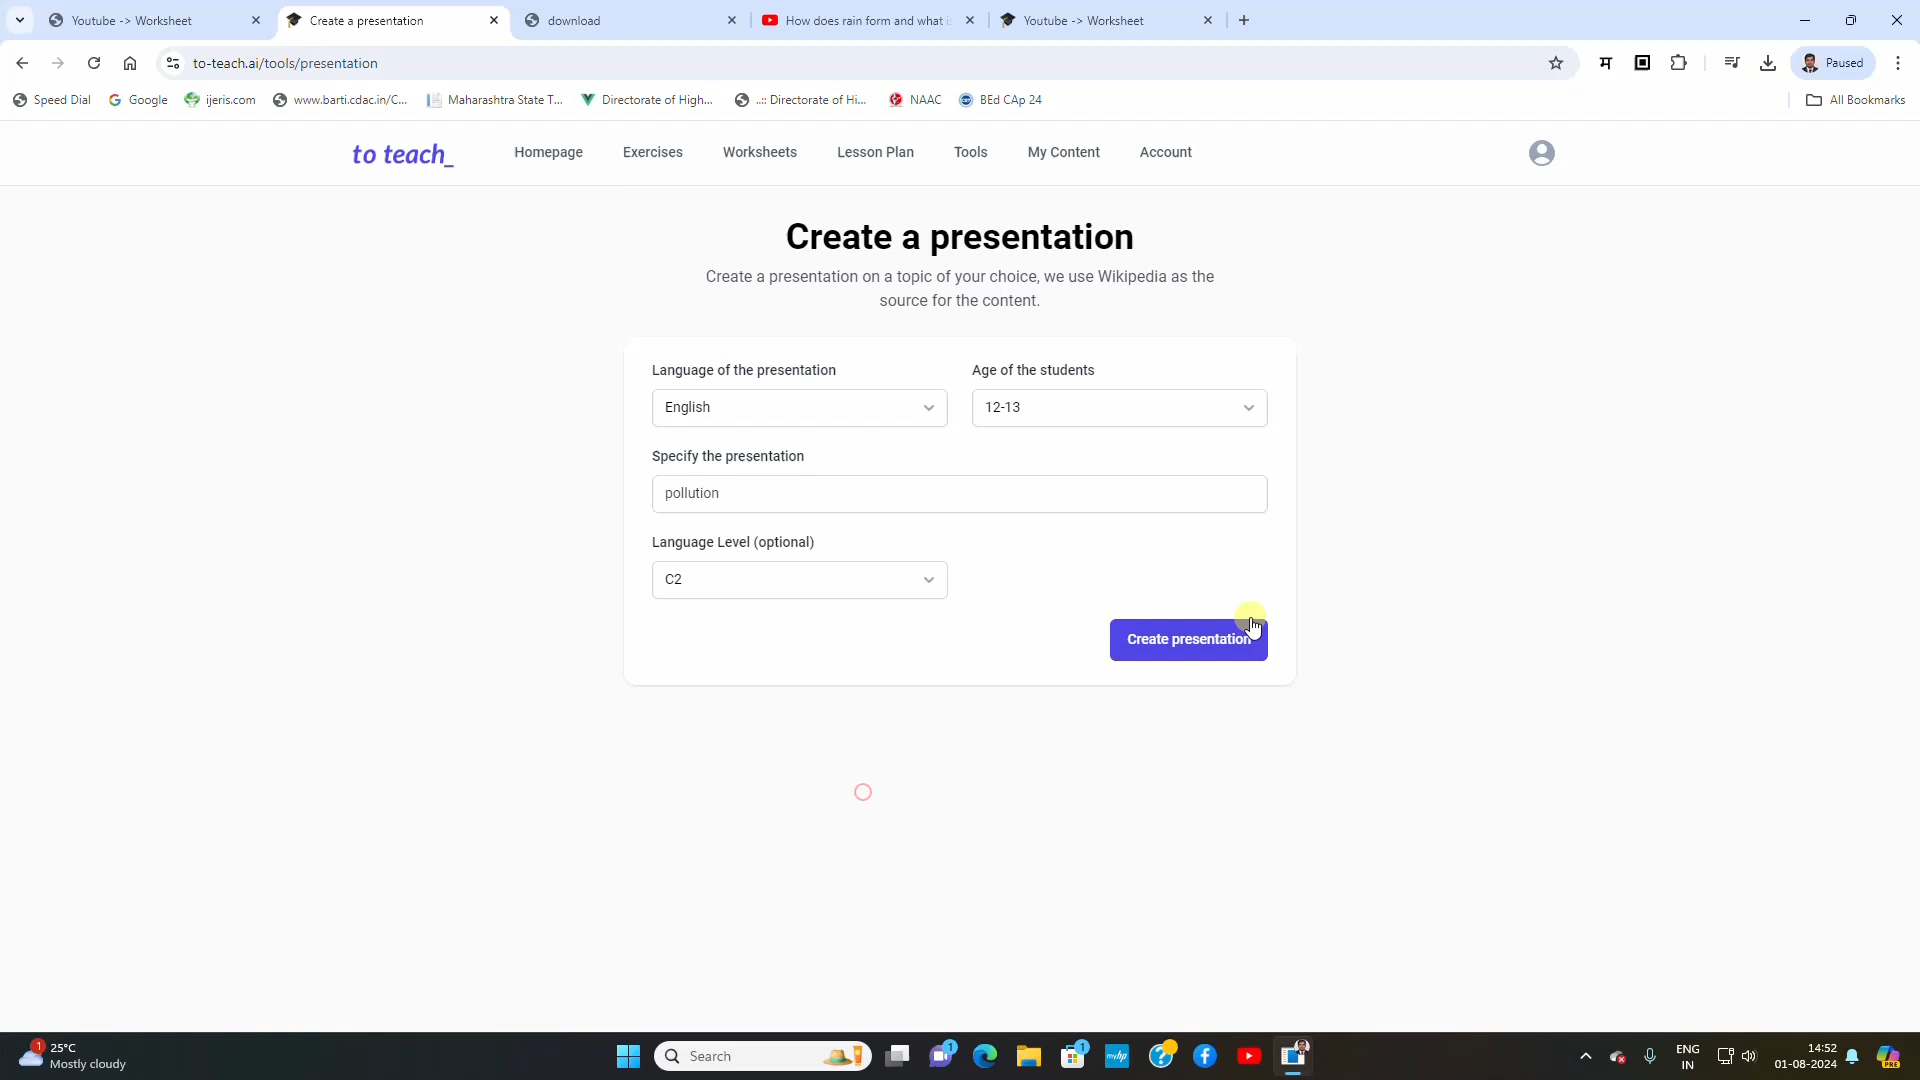 Youtube -> Worksheet
Create a presentation
download
How does rain form and what i
Youtube -> Worksheet
to-teach.ai/tools/presentation
Paused
Speed Dial
Google
ijeris.com
www.barti.cdac.in/C...
Maharashtra State T...
Directorate of High...
..:: Directorate of Hi...
NAAC
BEd CAp 24
All Bookmarks
to teach_
Homepage
Exercises
Worksheets
Lesson Plan
Tools
My Content
Account
Create a presentation
Create a presentation on a topic of your choice, we use Wikipedia as the
source for the content.
Language of the presentation
Age of the students
English
12-13
Specify the presentation
pollution
Language Level (optional)
C2
Create presentation
1
25°C
Mostly cloudy
Search
1
1
myhp
ENG
IN
14:52
01-08-2024
PRE